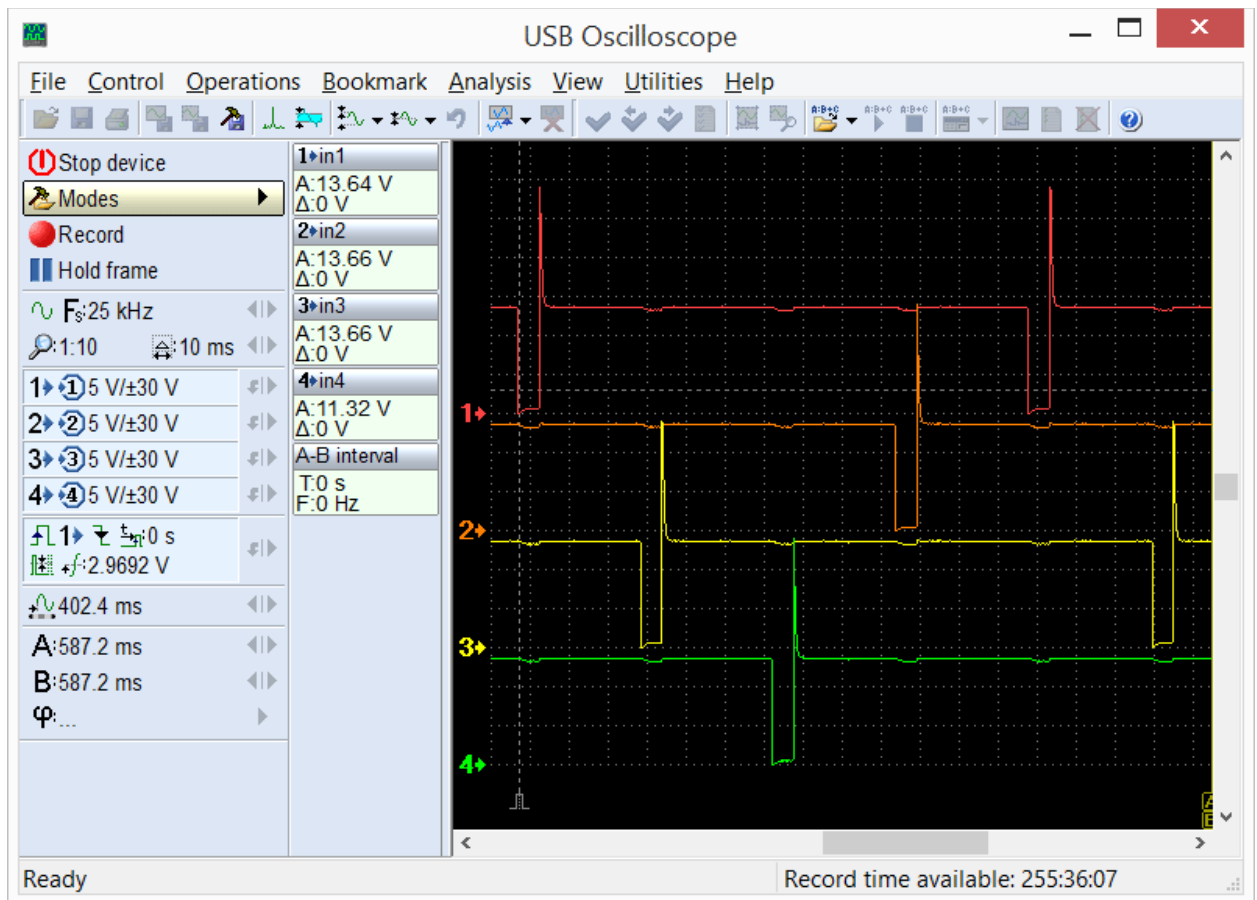 USB Oscilloscope
File Control Operations Bookmark Analysis View Utilities Help
A:B+C A:B+C A:B+C A:B+C
Stop device
Modes
Record
Hold frame
Fs:25 kHz
1:10 :10 ms
1 1 5 V/±30 V
2 2 5 V/±30 V
3 3 5 V/±30 V
4 4 5 V/±30 V
1 :0 s
:2.9692 V
402.4 ms
A:587.2 ms
B:587.2 ms
φ:...
1 in1
A:13.64 V
Δ:0 V
2 in2
A:13.66 V
Δ:0 V
3 in3
A:13.66 V
Δ:0 V
4 in4
A:11.32 V
Δ:0 V
A-B interval
T:0 s
F:0 Hz
1
2
3
4
A
B
Ready
Record time available: 255:36:07